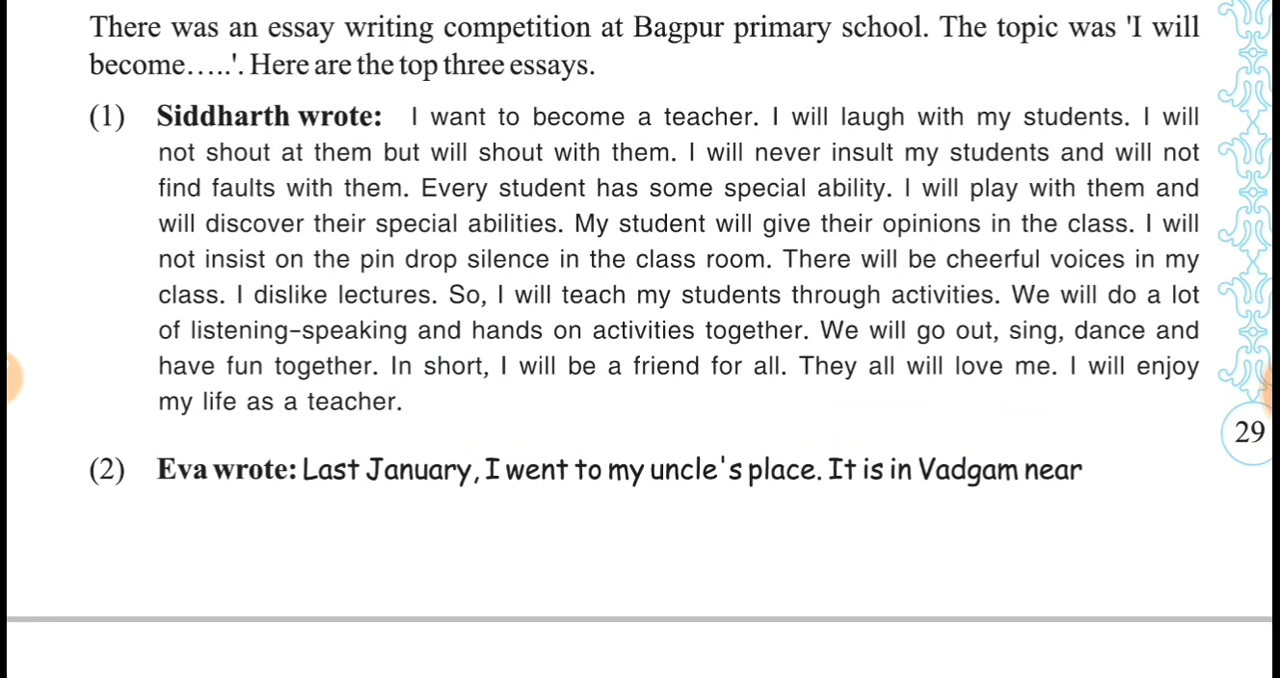 There was an essay writing competition at Bagpur primary school. The topic was 'I will
become.....'. Here are the top three essays.
(1) Siddharth wrote: I want to become a teacher. I will laugh with my students. I will
not shout at them but will shout with them. I will never insult my students and will not
find faults with them. Every student has some special ability. I will play with them and
will discover their special abilities. My student will give their opinions in the class. I will
not insist on the pin drop silence in the class room. There will be cheerful voices in my
class. I dislike lectures. So, I will teach my students through activities. We will do a lot
of listening-speaking and hands on activities together. We will go out, sing, dance and
have fun together. In short, I will be a friend for all. They all will love me. I will enjoy
my life as a teacher.
29
(2) Eva wrote: Last January, I went to my uncle's place. It is in Vadgam near